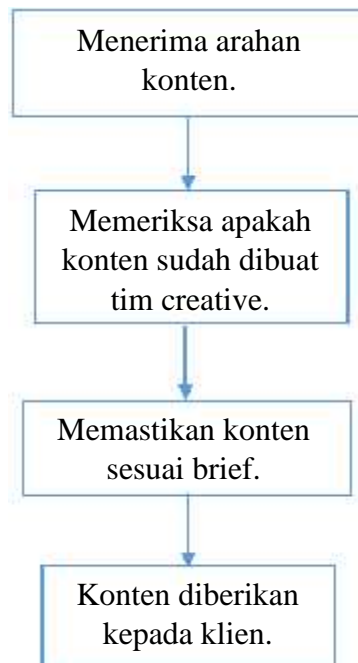 Menerima arahan
konten.
Memeriksa apakah
konten sudah dibuat
tim creative.
Memastikan konten
sesuai brief.
Konten diberikan
kepada klien.